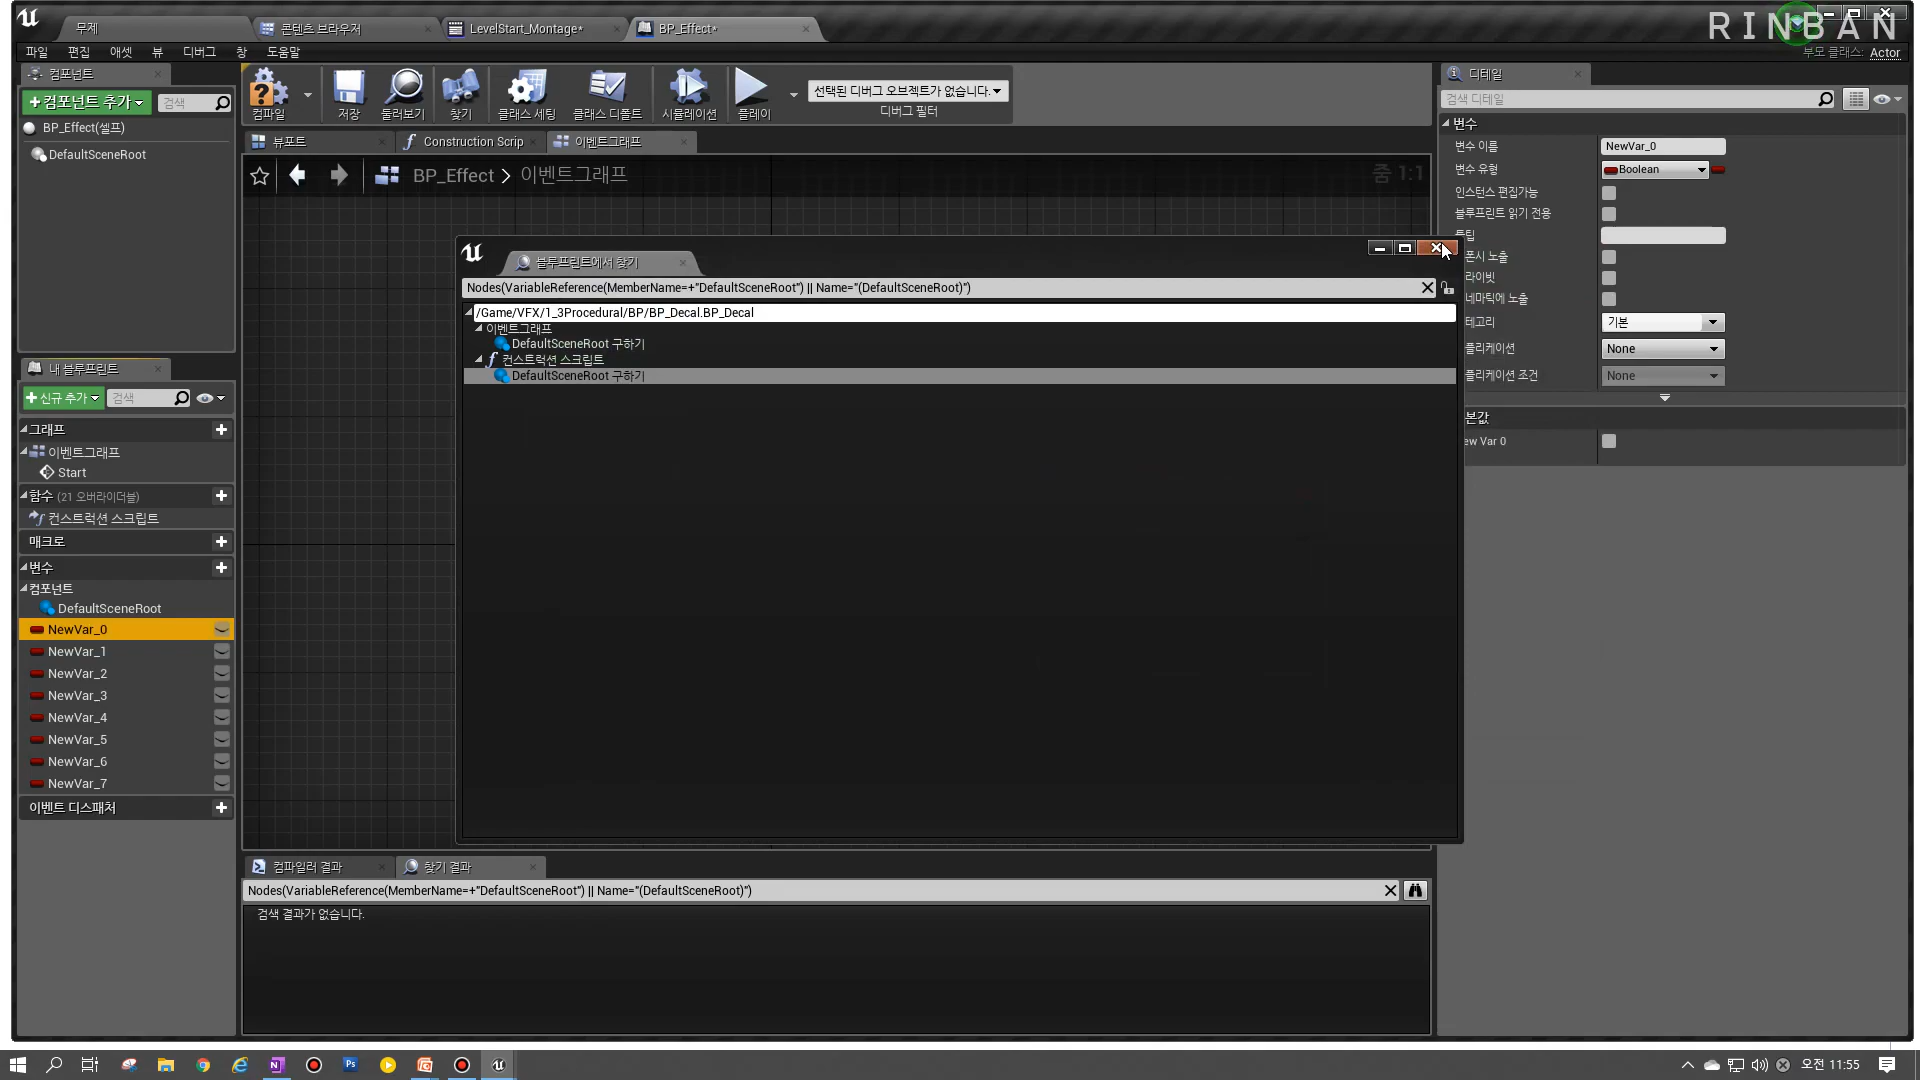 무제
콘텐츠 브라우저
LevelStart_Montage*
BP_Effect*
RINBAN
파일 편집 애셋 뷰 디버그 창 도움말
부모 클래스: Actor
컴포넌트
+컴포넌트 추가
검색
BP_Effect(셀프)
DefaultSceneRoot
컴파일
저장
둘러보기
찾기
클래스 세팅
클래스 디폴트
시뮬레이션
플레이
선택된 디버그 오브젝트가 없습니다.
디버그 필터
뷰포트
Construction Scrip
이벤트그래프
BP_Effect > 이벤트그래프
줌 1:1
블루프린트에서 찾기
Nodes(VariableReference(MemberName=+"DefaultSceneRoot") || Name="(DefaultSceneRoot)")
/Game/VFX/1_3Procedural/BP/BP_Decal.BP_Decal
이벤트그래프
DefaultSceneRoot 구하기
컨스트럭션 스크립트
DefaultSceneRoot 구하기
내 블루프린트
+신규 추가
검색
그래프
이벤트그래프
Start
함수 (21 오버라이더블)
컨스트럭션 스크립트
매크로
변수
컴포넌트
DefaultSceneRoot
NewVar_0
NewVar_1
NewVar_2
NewVar_3
NewVar_4
NewVar_5
NewVar_6
NewVar_7
이벤트 디스패처
컴파일러 결과
찾기 결과
Nodes(VariableReference(MemberName=+"DefaultSceneRoot") || Name="(DefaultSceneRoot)")
검색 결과가 없습니다.
디테일
검색 디테일
변수
변수 이름 NewVar_0
변수 유형 Boolean
인스턴스 편집가능
블루프린트 읽기 전용
툴팁
폰시 노출
라이빗
네마틱에 노출
테고리 기본
플리케이션 None
플리케이션 조건 None
본값
ew Var 0
오전 11:55